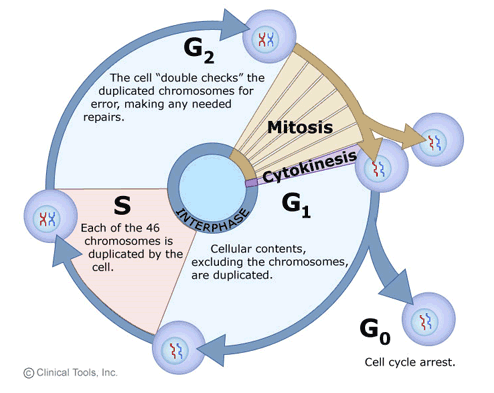 G2
The cell “double checks” the
duplicated chromosomes for
error, making any needed
repairs.
Mitosis
Cytokinesis
S
Each of the 46
chromosomes is
duplicated by the
cell.
INTERPHASE
G1
Cellular contents,
excluding the chromosomes,
are duplicated.
G0
Cell cycle arrest.
© Clinical Tools, Inc.